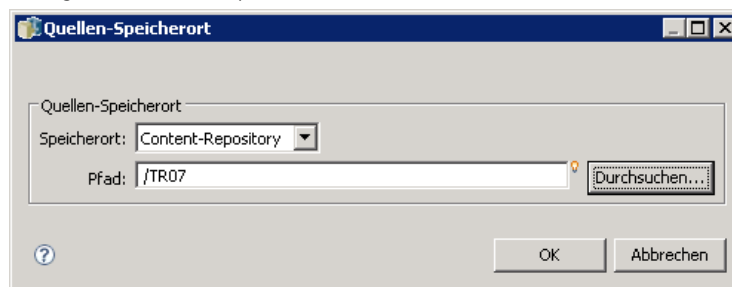 Quellen-Speicherort
Quellen-Speicherort
Speicherort: Content-Repository
Pfad: /TR07 Durchsuchen...
? OK Abbrechen